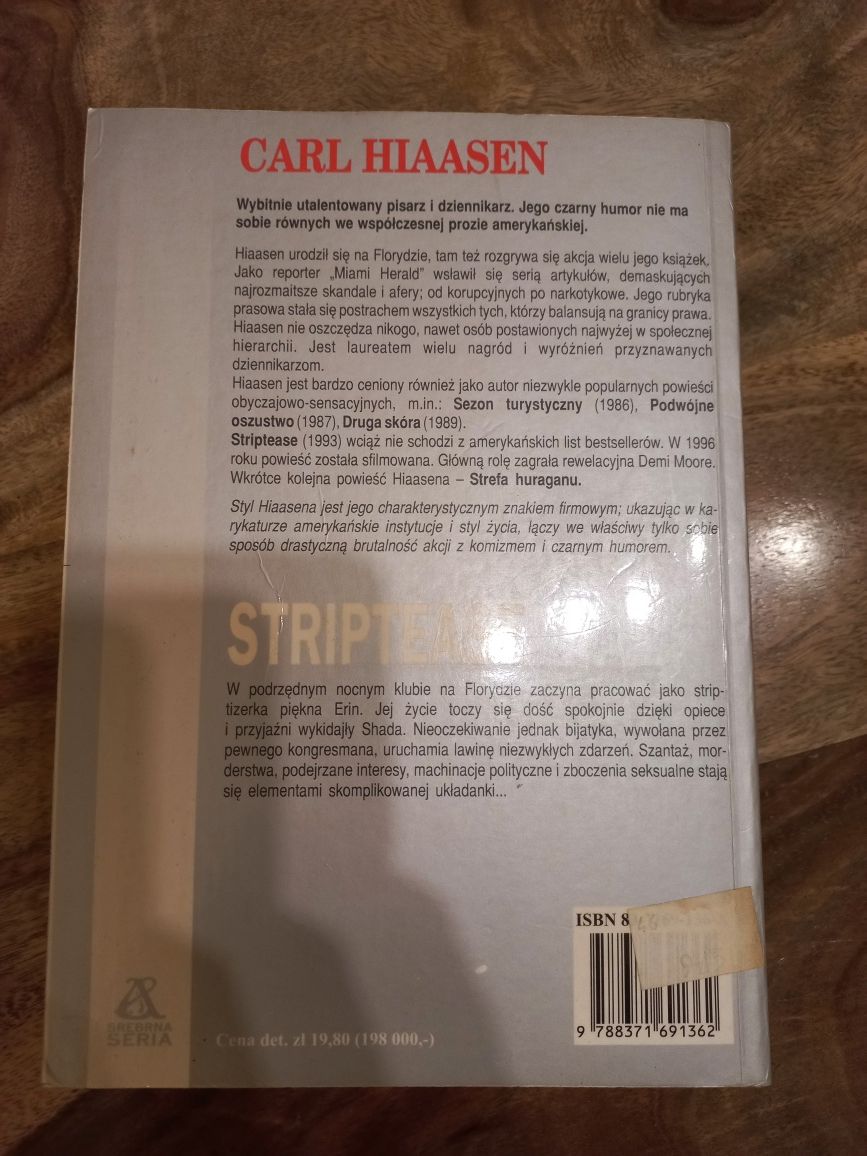 CARL HIAASEN
Wybitnie utalentowany pisarz i dziennikarz. Jego czarny humor nie ma
sobie równych we współczesnej prozie amerykańskiej.
Hiaasen urodził się na Florydzie, tam też rozgrywa się akcja wielu jego książek.
Jako reporter „Miami Herald” wsławił się serią artykułów, demaskujących
najrozmaitsze skandale i afery; od korupcyjnych po narkotykowe. Jego rubryka
prasowa stała się postrachem wszystkich tych, którzy balansują na granicy prawa.
Hiaasen nie oszczędza nikogo, nawet osób postawionych najwyżej w społecznej
hierarchii. Jest laureatem wielu nagród i wyróżnień przyznawanych
dziennikarzom.
Hiaasen jest bardzo ceniony również jako autor niezwykle popularnych powieści
obyczajowo-sensacyjnych, m.in.: Sezon turystyczny (1986), Podwójne
oszustwo (1987), Druga skóra (1989).
Striptease (1993) wciąż nie schodzi z amerykańskich list bestsellerów. W 1996
roku powieść została sfilmowana. Główną rolę zagrała rewelacyjna Demi Moore.
Wkrótce kolejna powieść Hiaasena – Strefa huraganu.
Styl Hiaasena jest jego charakterystycznym znakiem firmowym; ukazując w ka-
rykaturze amerykańskie instytucje i styl życia, łączy we właściwy tylko sobie
sposób drastyczną brutalność akcji z komizmem i czarnym humorem.
STRIPTEASE
W podrzędnym nocnym klubie na Florydzie zaczyna pracować jako strip-
tizerka piękna Erin. Jej życie toczy się dość spokojnie dzięki opiece
i przyjaźni wykidajły Shada. Nieoczekiwanie jednak bijatyka, wywołana przez
pewnego kongresmana, uruchamia lawinę niezwykłych zdarzeń. Szantaż, mor-
derstwa, podejrzane interesy, machinacje polityczne i zboczenia seksualne stają
się elementami skomplikowanej układanki...
ISBN 8
9 788371 691362
SREBRNA
SERIA
Cena det. zł 19,80 (198 000,-)